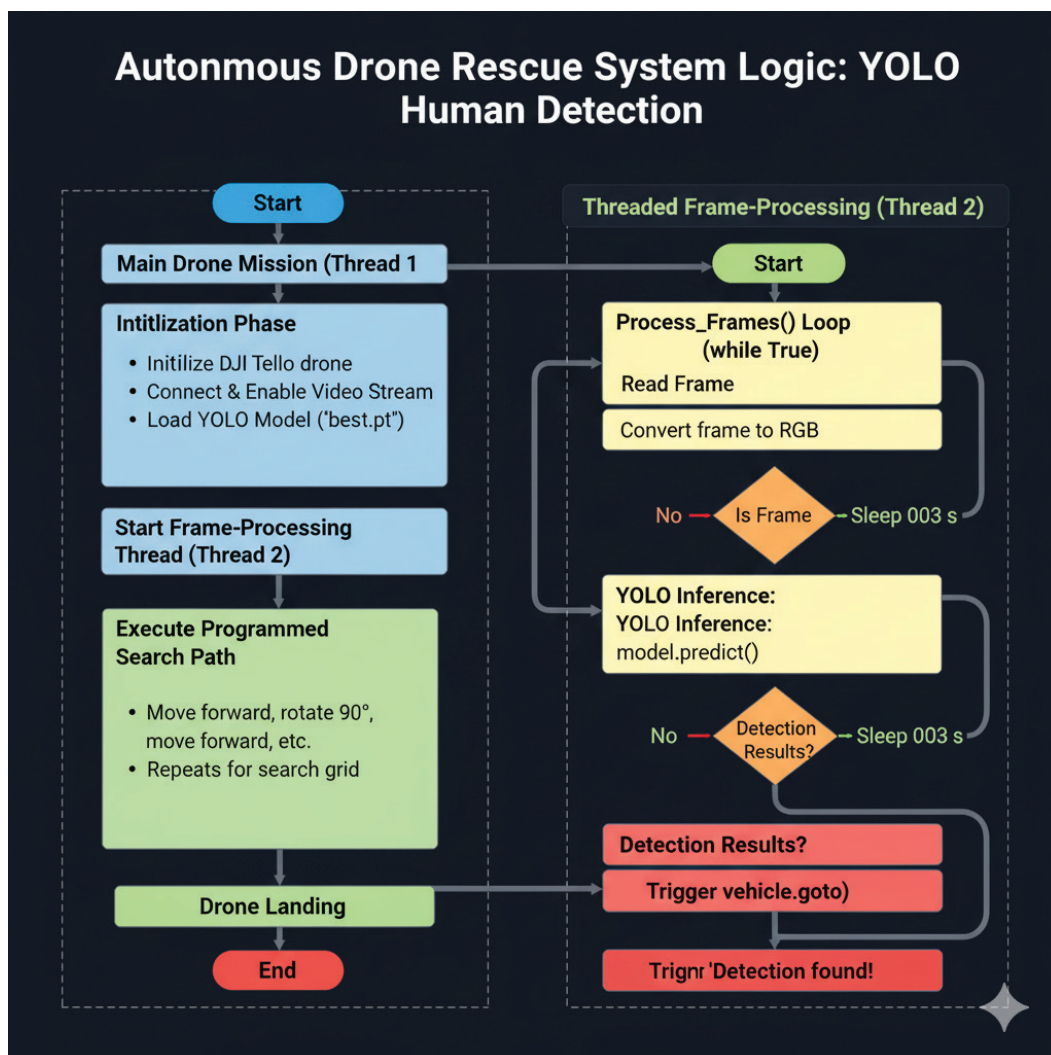 Autonmous Drone Rescue System Logic: YOLO
Human Detection
Start
Main Drone Mission (Thread 1
Intitlization Phase
• Initilize DJI Tello drone
• Connect & Enable Video Stream
• Load YOLO Model ("best.pt")
Start Frame-Processing
Thread (Thread 2)
Execute Programmed
Search Path
• Move forward, rotate 90°,
move forward, etc.
• Repeats for search grid
Drone Landing
End
Threaded Frame-Processing (Thread 2)
Start
Process_Frames() Loop
(while True)
Read Frame
Convert frame to RGB
No
Is Frame
Sleep 003 s
YOLO Inference:
YOLO Inference:
model.predict()
No
Detection
Results?
Sleep 003 s
Detection Results?
Trigger vehicle.goto)
Trignr 'Detection found!